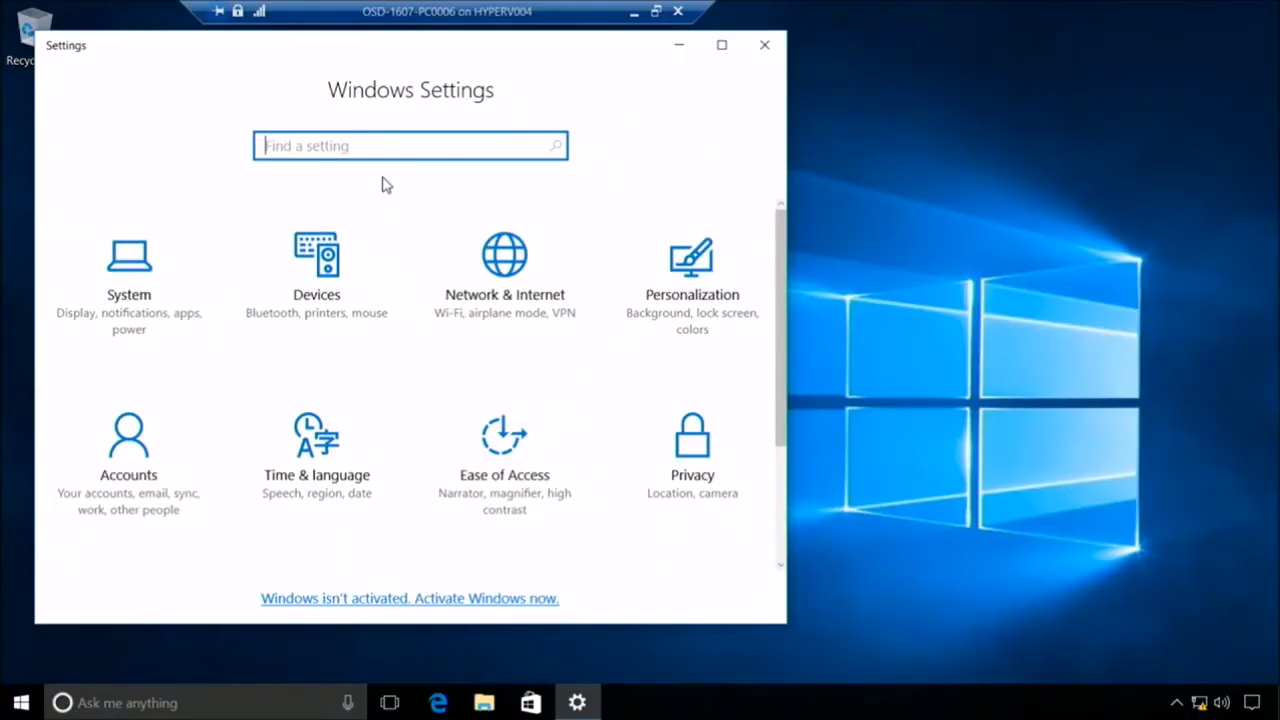 OSD-1607-PC0006 on HYPERV004
Settings
Windows Settings
Find a setting
System
Display, notifications, apps,
power
Devices
Bluetooth, printers, mouse
Network & Internet
Wi-Fi, airplane mode, VPN
Personalization
Background, lock screen,
colors
Accounts
Your accounts, email, sync,
work, other people
Time & language
Speech, region, date
Ease of Access
Narrator, magnifier, high
contrast
Privacy
Location, camera
Windows isn't activated. Activate Windows now.
Ask me anything